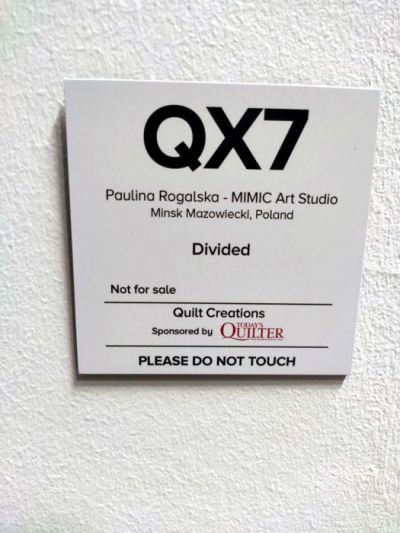 QX7
Paulina Rogalska - MIMIC Art Studio
Minsk Mazowiecki, Poland
Divided
Not for sale
Quilt Creations
Sponsored by TODAY'S QUILTER
PLEASE DO NOT TOUCH